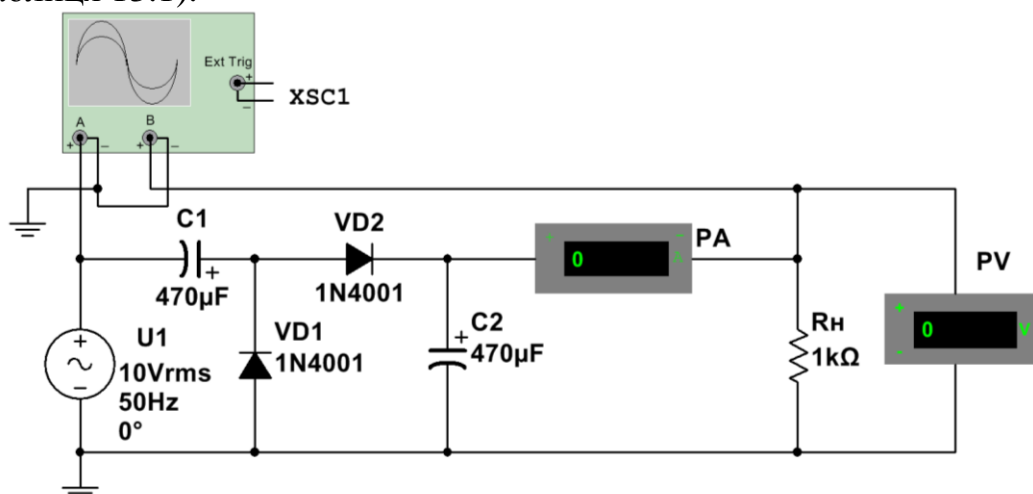 Ext Trig
+
XSC1
−
A
B
+ −
+ −
C1
+
470µF
VD2
1N4001
+ −
0
A
PA
PV
+
0
V
-
U1
+
−
10Vrms
50Hz
0°
VD1
1N4001
+
C2
470µF
Rн
1kΩ